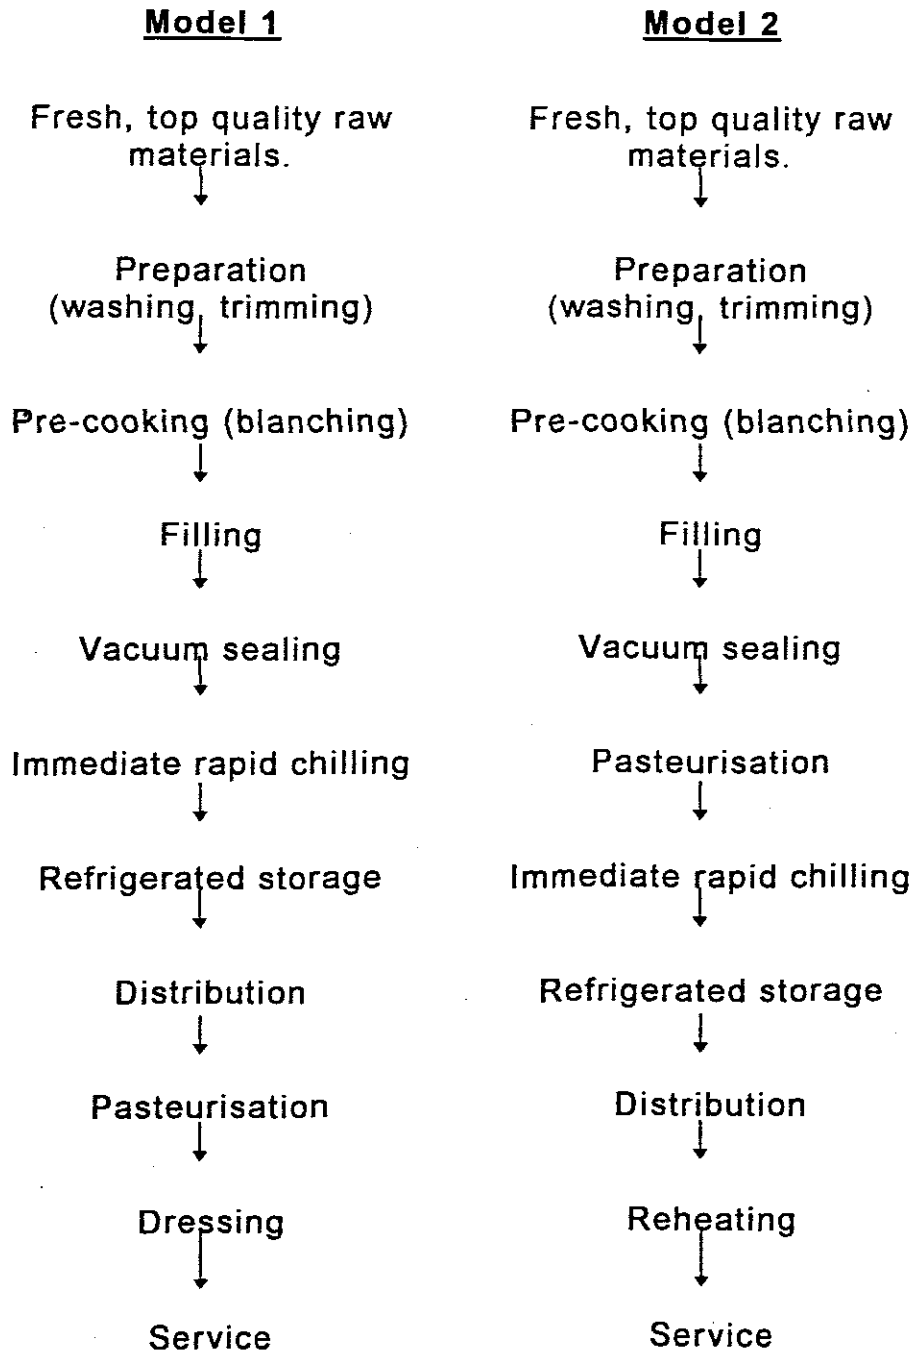 Model 1
Fresh, top quality raw
materials.
Preparation
(washing, trimming)
Pre-cooking (blanching)
Filling
Vacuum sealing
Immediate rapid chilling
Refrigerated storage
Distribution
Pasteurisation
Dressing
Service
Model 2
Fresh, top quality raw
materials.
Preparation
(washing, trimming)
Pre-cooking (blanching)
Filling
Vacuum sealing
Pasteurisation
Immediate rapid chilling
Refrigerated storage
Distribution
Reheating
Service